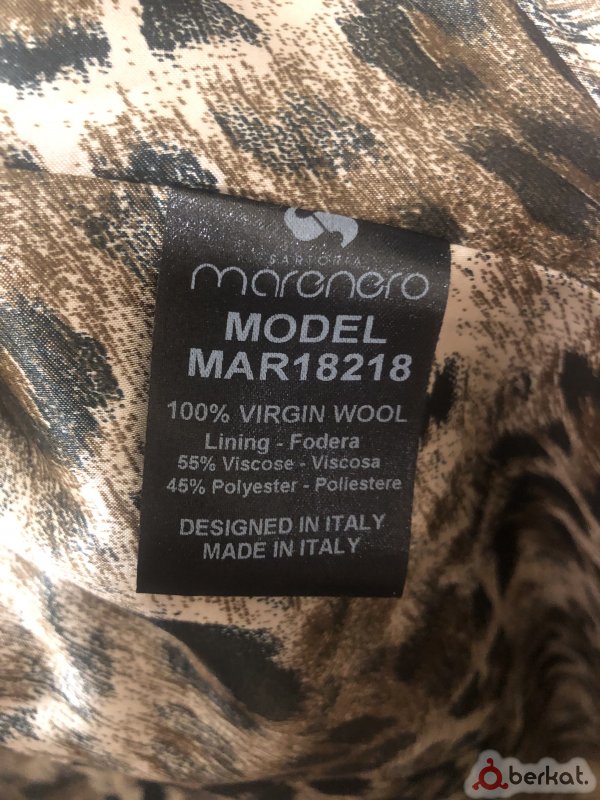 SARTORIA
marenero
MODEL
MAR18218
100% VIRGIN WOOL
Lining - Fodera
55% Viscose - Viscosa
45% Polyester - Poliestere
DESIGNED IN ITALY
MADE IN ITALY
berkat.